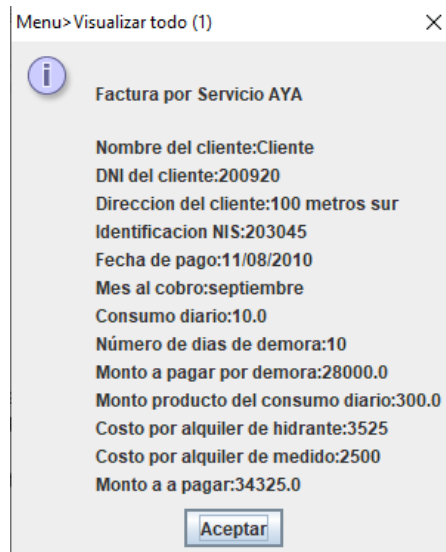 Menu>Visualizar todo (1)
Factura por Servicio AYA
Nombre del cliente:Cliente
DNI del cliente:200920
Direccion del cliente:100 metros sur
Identificacion NIS:203045
Fecha de pago:11/08/2010
Mes al cobro:septiembre
Consumo diario:10.0
Número de dias de demora:10
Monto a pagar por demora:28000.0
Monto producto del consumo diario:300.0
Costo por alquiler de hidrante:3525
Costo por alquiler de medido:2500
Monto a a pagar:34325.0
Aceptar